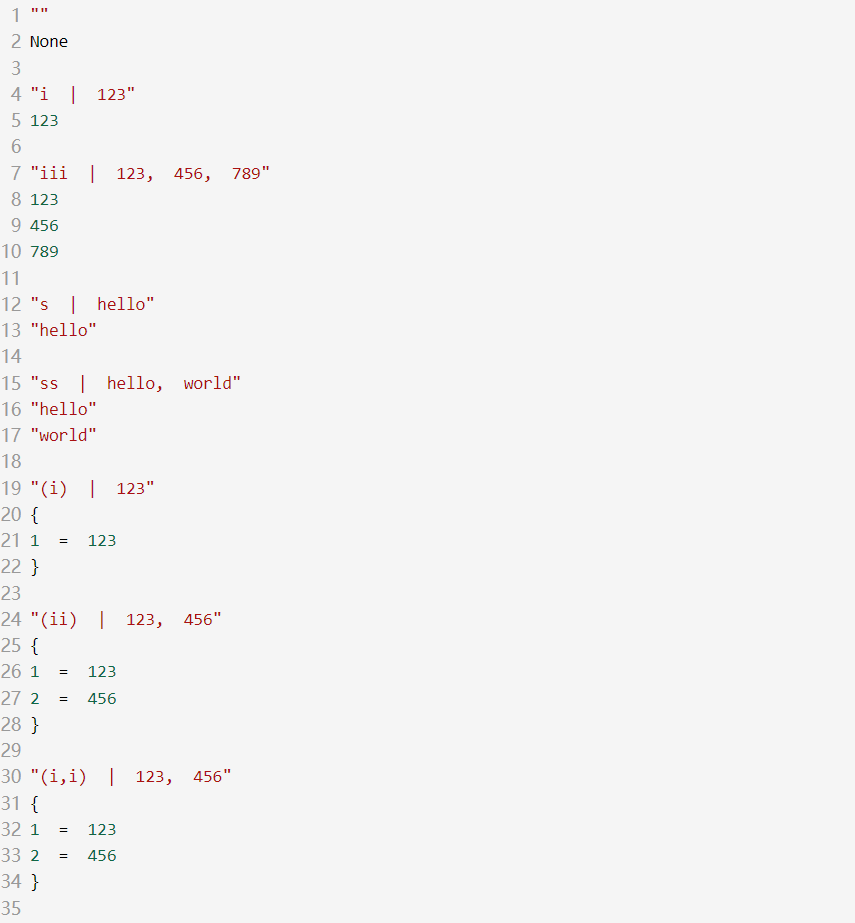 1 ""
2 None
3
4 "i | 123"
5 123
6
7 "iii | 123, 456, 789"
8 123
9 456
10 789
11
12 "s | hello"
13 "hello"
14
15 "ss | hello, world"
16 "hello"
17 "world"
18
19 "(i) | 123"
20 {
21 1 = 123
22 }
23
24 "(ii) | 123, 456"
25 {
26 1 = 123
27 2 = 456
28 }
29
30 "(i,i) | 123, 456"
31 {
32 1 = 123
33 2 = 456
34 }
35